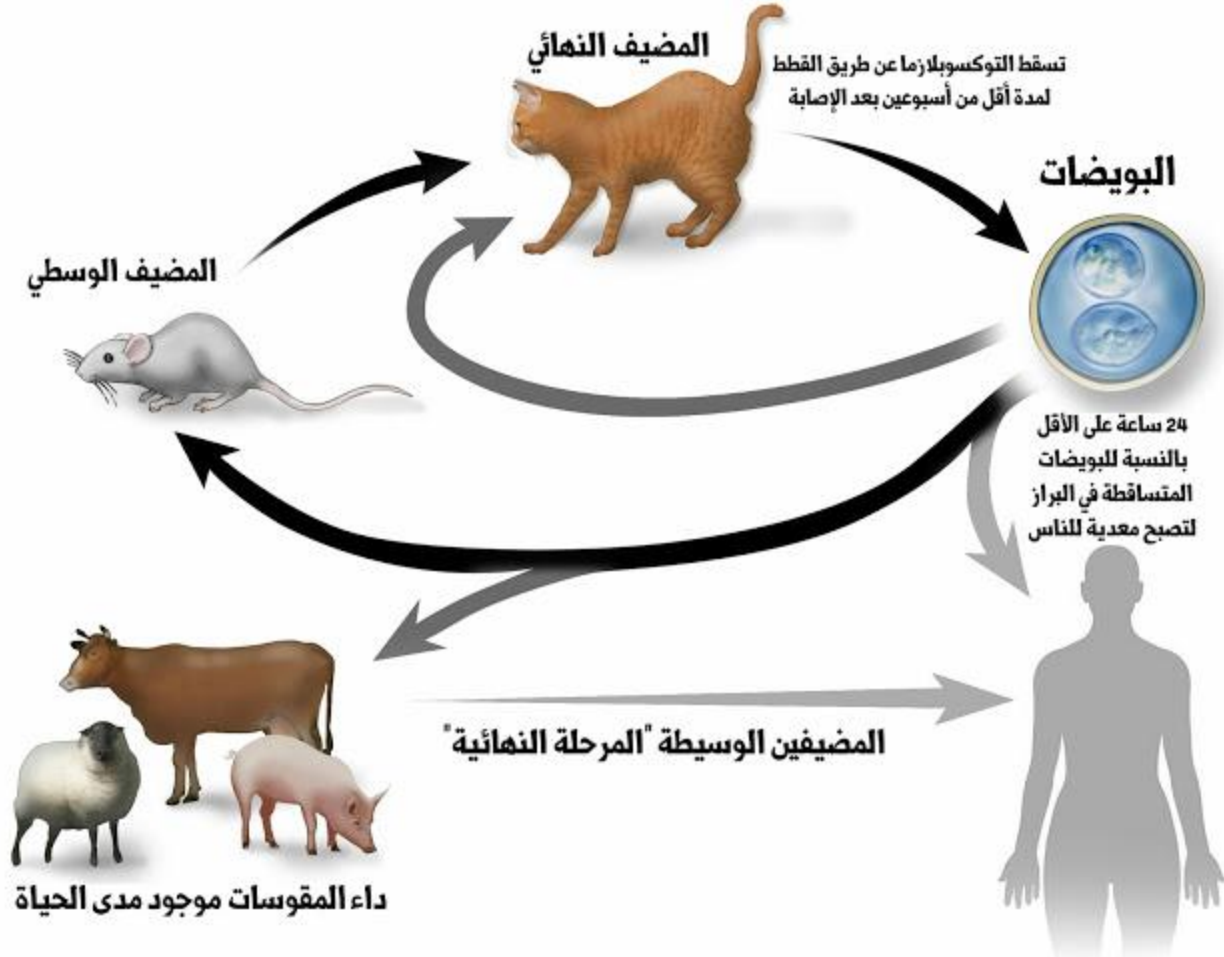 المضيف النهائي
تسقط التوكسوبلازما عن طريق القطط
لمدة أقل من أسبوعين بعد الإصابة
البويضات
المضيف الوسطي
24 ساعة على الأقل
بالنسبة للبويضات
المتساقطة في البراز
لتصبح معدية للناس
المضيفين الوسيطة "المرحلة النهائية"
داء المقوسات موجود مدى الحياة